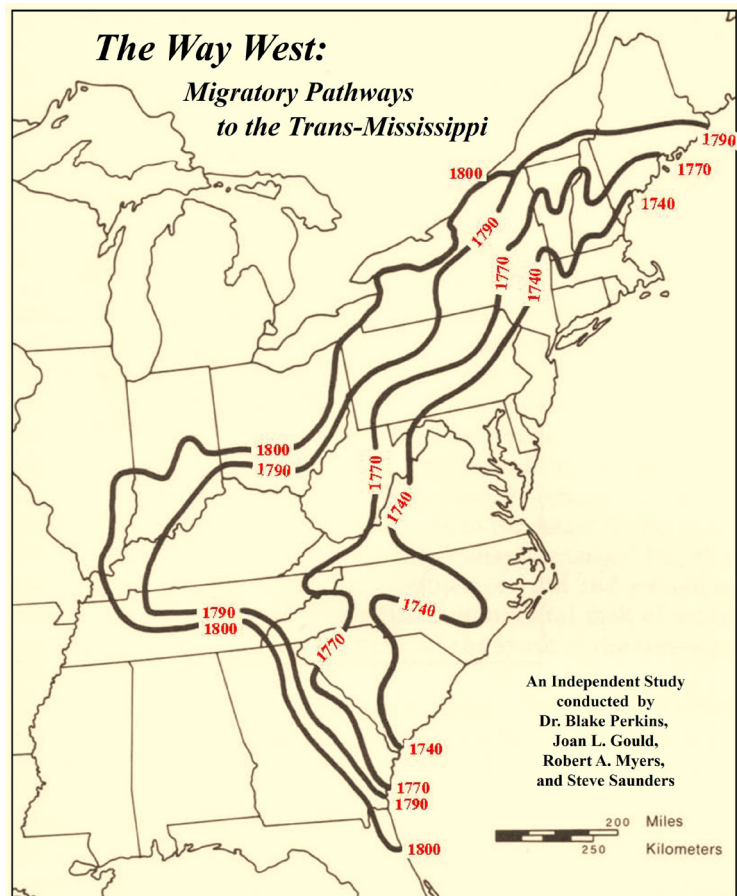 The Way West:
Migratory Pathways
to the Trans-Mississippi
1790
1800
1770
1740
1790
1770
1740
1800
1790
1770
1740
1740
1790
1800
1770
1740
1770
1790
1800
An Independent Study
conducted by
Dr. Blake Perkins,
Joan L. Gould,
Robert A. Myers,
and Steve Saunders
200 Miles
250 Kilometers